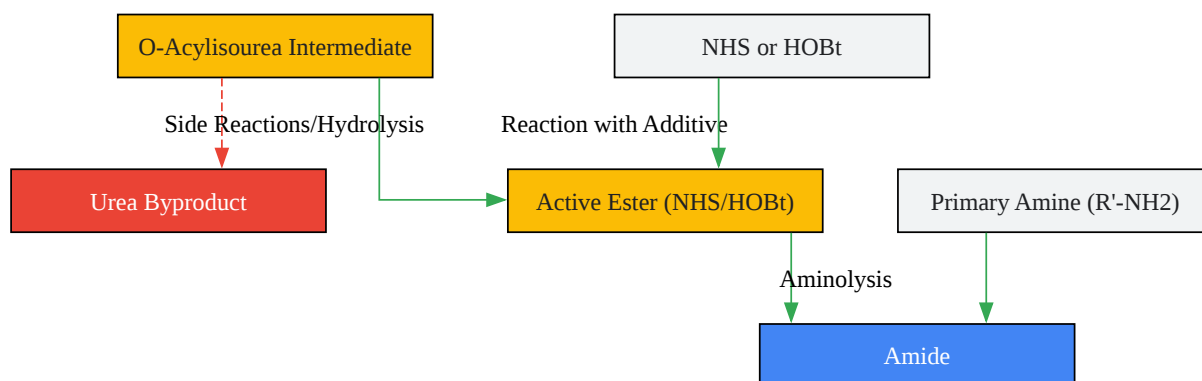 O-Acylisourea Intermediate
NHS or HOBt
Side Reactions/Hydrolysis
Reaction with Additive
Urea Byproduct
Active Ester (NHS/HOBt)
Primary Amine (R'-NH2)
Aminolysis
Amide